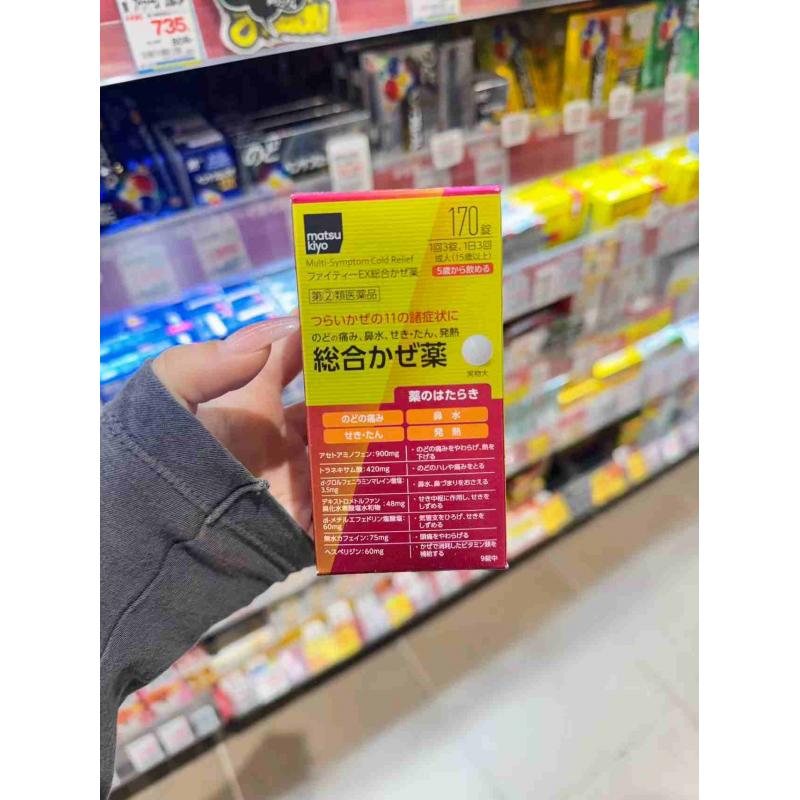 735
matsu
kiyo
170錠
1回3錠、1日3回
成人(15歳以上)
5歳から飲める
Multi-Symptom Cold Relief
ファイティーEX総合かぜ薬
指②類医薬品
つらいかぜの11の諸症状に
のどの痛み、鼻水、せき・たん、発熱
総合かぜ薬
実物大
薬のはたらき
のどの痛み
鼻水
せき・たん
発熱
アセトアミノフェン:900mg
・のどの痛みをやわらげ、熱を
下げる
トラネキサム酸:420mg
・のどのハレや痛みをとる
d-クロルフェニラミンマレイン酸塩:
3.5mg
・鼻水、鼻づまりをおさえる
デキストロメトルファン
臭化水素酸塩水和物:48mg
・せき中枢に作用し、せきを
しずめる
dl-メチルエフェドリン塩酸塩:
60mg
・気管支をひろげ、せきを
しずめる
無水カフェイン:75mg
・頭痛をやわらげる
ヘスペリジン:60mg
・かぜで消耗したビタミン類を
補給する
9錠中
のど